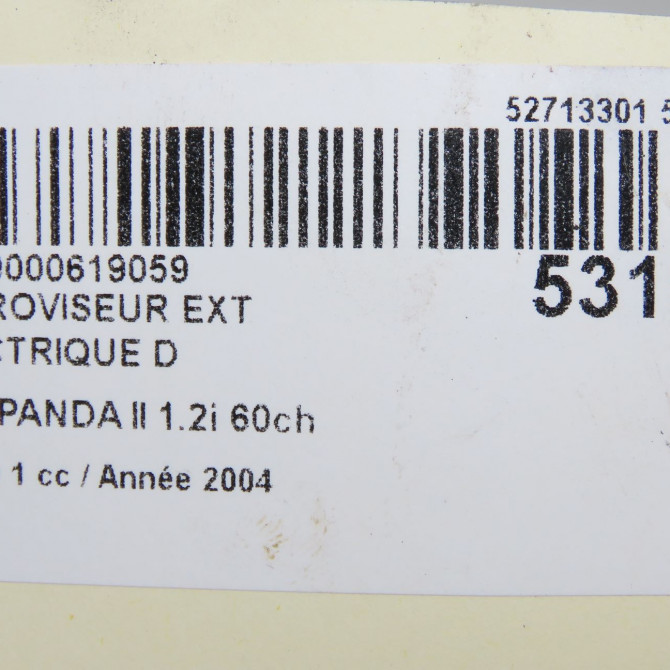 52713301 5
0000619059
531
ROVISEUR EXT
CTRIQUE D
PANDA II 1.2i 60ch
1 cc / Année 2004